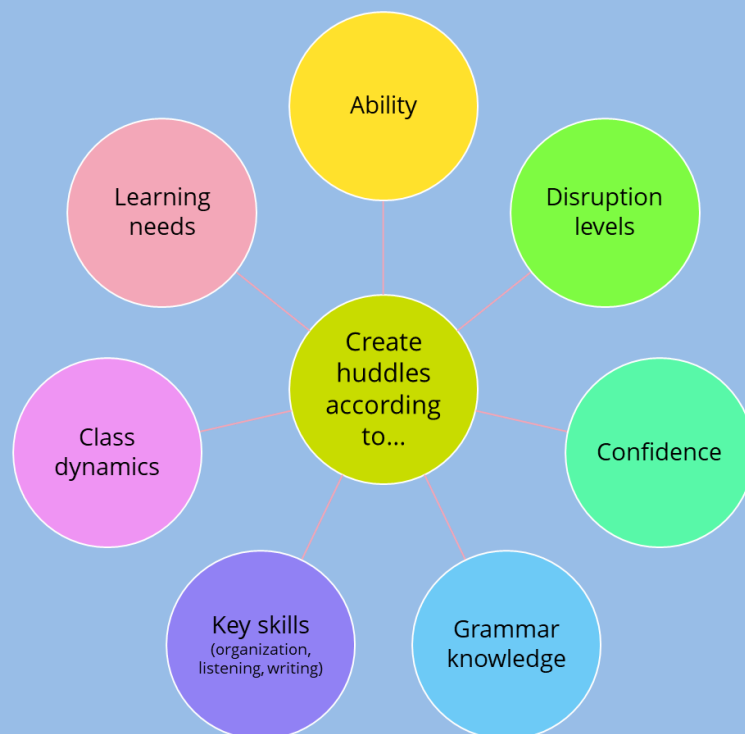 Ability
Learning
needs
Disruption
levels
Create
huddles
according
to...
Class
dynamics
Confidence
Key skills
(organization,
listening, writing)
Grammar
knowledge